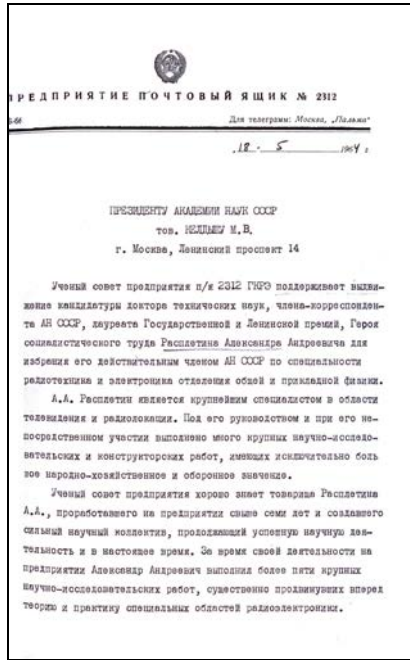 ПРЕДПРИЯТИЕ ПОЧТОВЫЙ ЯЩИК № 2312
Для телеграмм: Москва, „Пальма"
„18 - 5 1964 г.
ПРЕЗИДЕНТУ АКАДЕМИИ НАУК СССР
тов. КЕЛДЫШУ М.В.
г. Москва, Ленинский проспект 14
Ученый совет предприятия п/я 2312 ГКРЭ поддерживает выдви-
жение кандидатуры доктора технических наук, члена-корреспонден-
та АН СССР, лауреата Государственной и Ленинской премий, Героя
социалистического труда Расплетина Александра Андреевича для
избрания его действительным членом АН СССР по специальности
радиотехника и электроника отделения общей и прикладной физики.
А.А. Расплетин является крупнейшим специалистом в области
телевидения и радиолокации. Под его руководством и при его не-
посредственном участии выполнено много крупных научно-исследо-
вательских и конструкторских работ, имеющих исключительно боль
шое народно-хозяйственное и оборонное значение.
Ученый совет предприятия хорошо знает товарища Расплетина
А.А., проработавшего на предприятии свыше семи лет и создавшего
сильный научный коллектив, продолжающий успешную научную дея-
тельность и в настоящее время. За время своей деятельности на
предприятии Александр Андреевич выполнил более пяти крупных
научно-исследовательских работ, существенно продвинувших вперед
теорию и практику специальных областей радиоэлектроники.